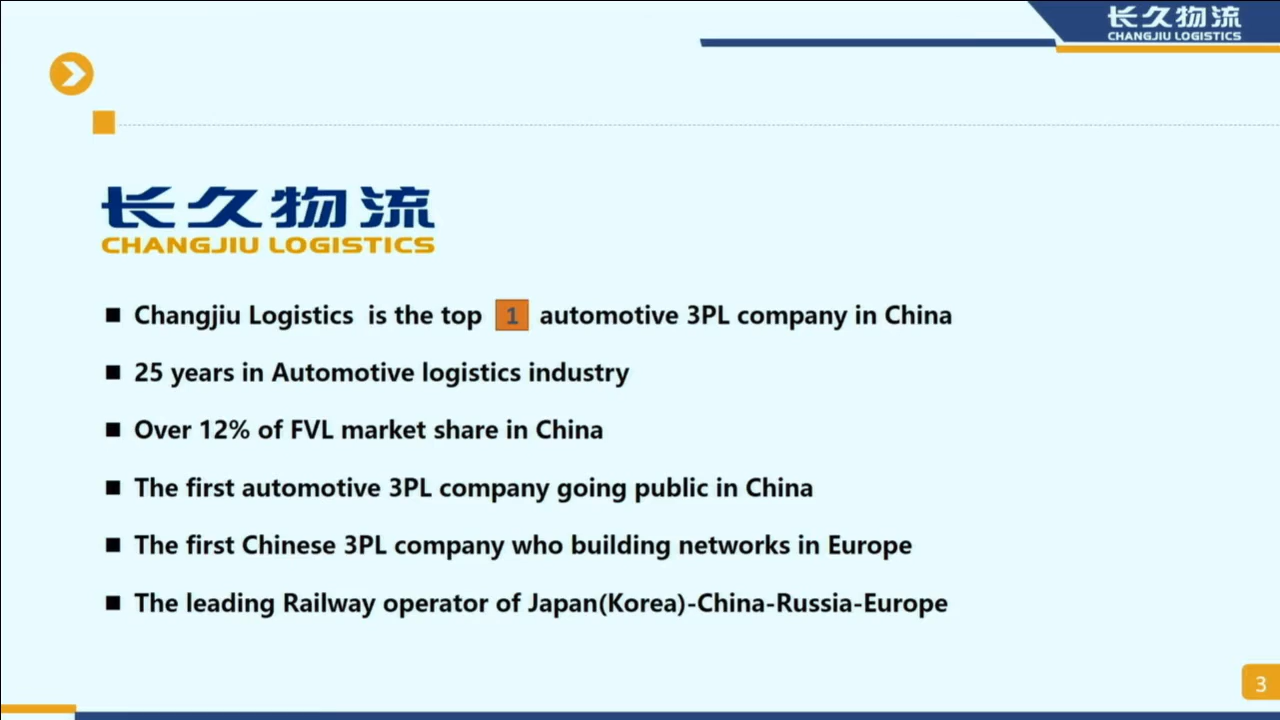 长久物流
CHANGJIU LOGISTICS
长久物流
CHANGJIU LOGISTICS
■ Changjiu Logistics is the top 1 automotive 3PL company in China
■ 25 years in Automotive logistics industry
■ Over 12% of FVL market share in China
■ The first automotive 3PL company going public in China
■ The first Chinese 3PL company who building networks in Europe
■ The leading Railway operator of Japan(Korea)-China-Russia-Europe
3